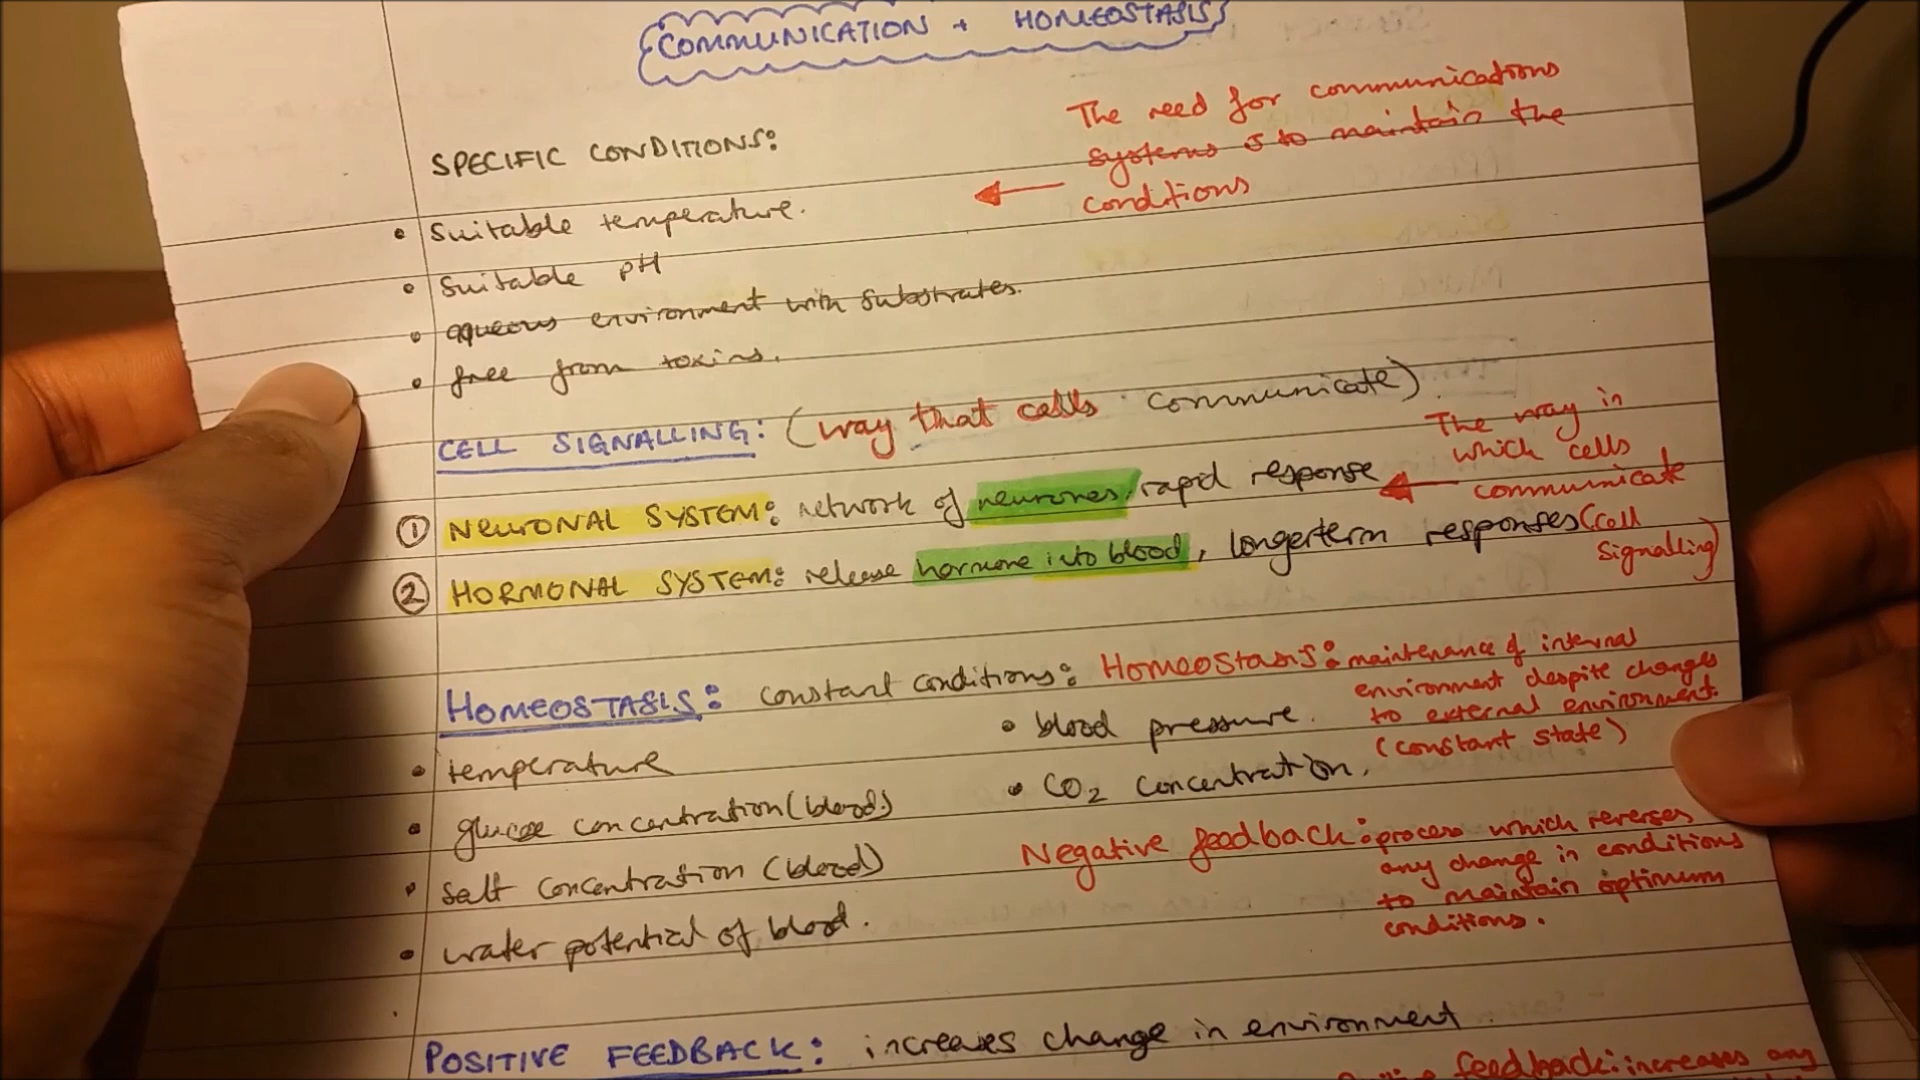 COMMUNICATION + HOMEOSTASIS
SPECIFIC CONDITIONS:
• Suitable temperature.
• Suitable pH
• aqueous environment with substrates.
• free from toxins.
The need for communications
systems is to maintain the
conditions
CELL SIGNALLING: (way that cells communicate)
① NEURONAL SYSTEM: network of neurones, rapid response
② HORMONAL SYSTEM: release hormone into blood, longerterm responses
The way in
which cells
communicate
(cell
signalling)
HOMEOSTASIS: constant conditions:
• temperature
• glucose concentration (blood)
• salt concentration (blood)
• water potential of blood.
• blood pressure.
• CO2 concentration.
Homeostasis: maintenance of internal
environment despite changes
to external environment.
(constant state)
Negative feedback: process which reverses
any change in conditions
to maintain optimum
conditions.
POSITIVE FEEDBACK: increases change in environment.
feedback: increases any